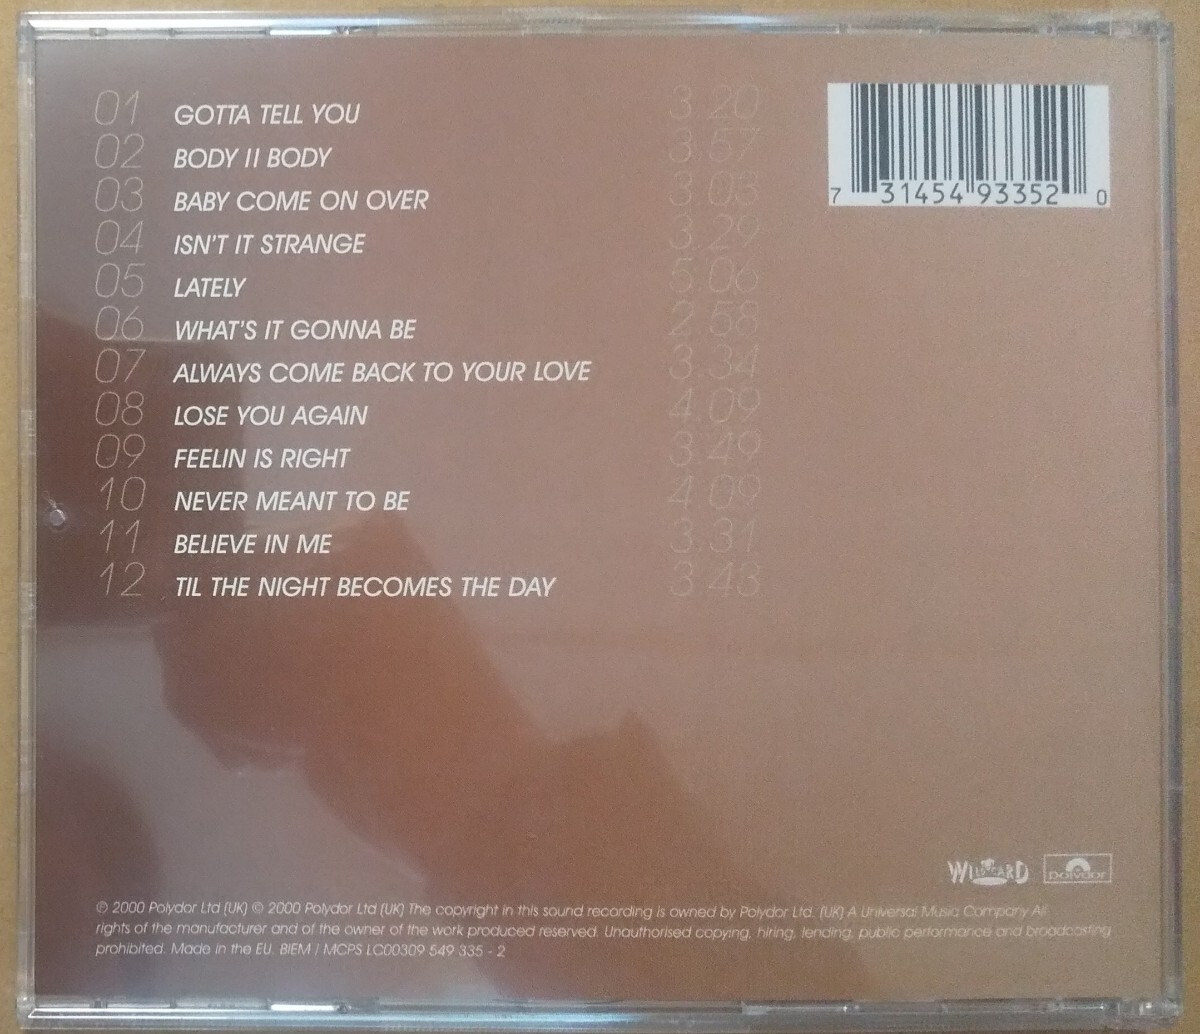 01 GOTTA TELL YOU 3.20
02 BODY II BODY 3.57
03 BABY COME ON OVER 3.03
04 ISN'T IT STRANGE 3.29
05 LATELY 5.06
06 WHAT'S IT GONNA BE 2.58
07 ALWAYS COME BACK TO YOUR LOVE 3.34
08 LOSE YOU AGAIN 4.09
09 FEELIN IS RIGHT 3.49
10 NEVER MEANT TO BE 4.09
11 BELIEVE IN ME 3.31
12 TIL THE NIGHT BECOMES THE DAY 3.43
7 31454 93352 0
WILDCARD polydor
℗ 2000 Polydor Ltd (UK) © 2000 Polydor Ltd (UK) The copyright in this sound recording is owned by Polydor Ltd. (UK) A Universal Music Company All
rights of the manufacturer and of the owner of the work produced reserved. Unauthorised copying, hiring, lending, public performance and broadcasting
prohibited. Made in the EU. BIEM / MCPS LC00309 549 335 - 2